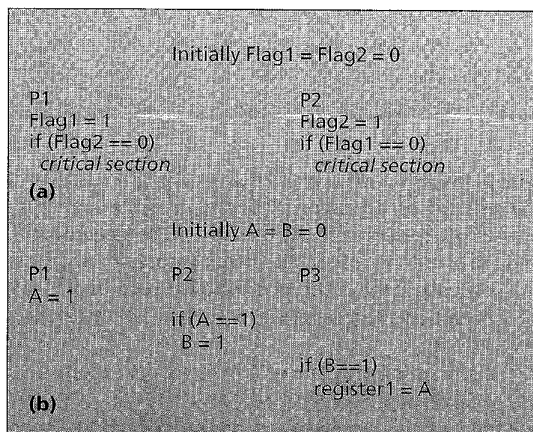 Initially Flag1 = Flag2 = 0
P1 P2
Flag1 = 1 Flag2 = 1
if (Flag2 == 0) if (Flag1 == 0)
critical section critical section
(a)
Initially A = B = 0
P1 P2 P3
A = 1
if (A ==1)
B = 1
if (B==1)
register1 = A
(b)